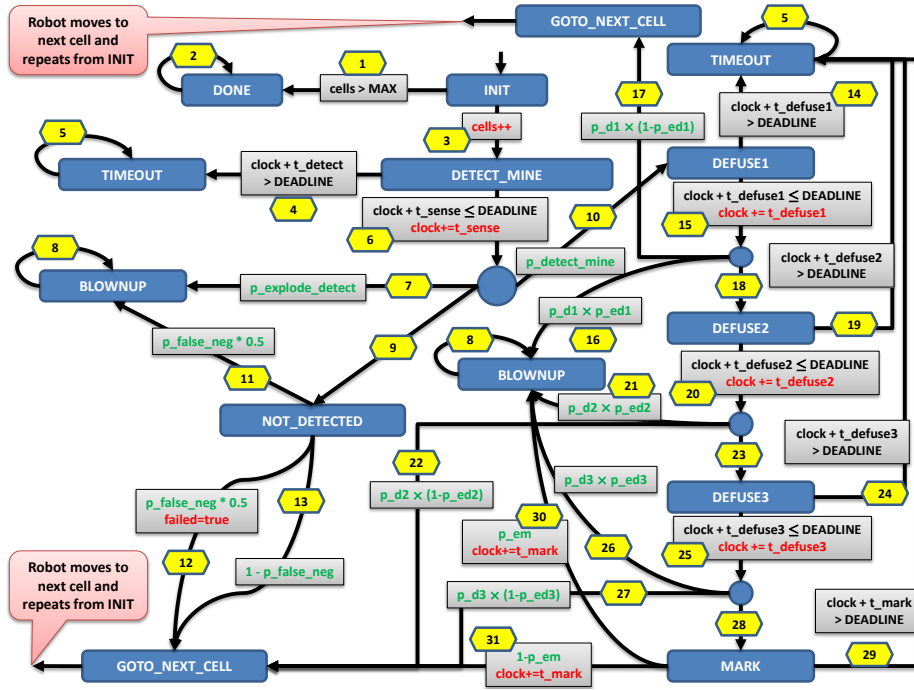 Robot moves to
next cell and
repeats from INIT
GOTO_NEXT_CELL
5
TIMEOUT
2
1
DONE
cells > MAX
INIT
17
14
clock + t_defuse1
> DEADLINE
p_d1 × (1-p_ed1)
cells++
3
5
TIMEOUT
clock + t_detect
> DEADLINE
4
DETECT_MINE
DEFUSE1
clock + t_sense ≤ DEADLINE
clock+=t_sense
6
10
clock + t_defuse1 ≤ DEADLINE
clock += t_defuse1
15
8
BLOWNUP
p_explode_detect
7
p_detect_mine
clock + t_defuse2
> DEADLINE
18
p_d1 × p_ed1
16
DEFUSE2
19
p_false_neg * 0.5
9
8
BLOWNUP
clock + t_defuse2 ≤ DEADLINE
clock += t_defuse2
20
11
21
p_d2 × p_ed2
NOT_DETECTED
clock + t_defuse3
> DEADLINE
22
23
p_d2 × (1-p_ed2)
p_d3 × p_ed3
DEFUSE3
24
p_false_neg * 0.5
failed=true
13
30
p_em
clock+=t_mark
26
clock + t_defuse3 ≤ DEADLINE
clock += t_defuse3
25
12
1 - p_false_neg
Robot moves to
next cell and
repeats from INIT
p_d3 × (1-p_ed3)
27
28
clock + t_mark
> DEADLINE
29
31
GOTO_NEXT_CELL
1-p_em
clock+=t_mark
MARK